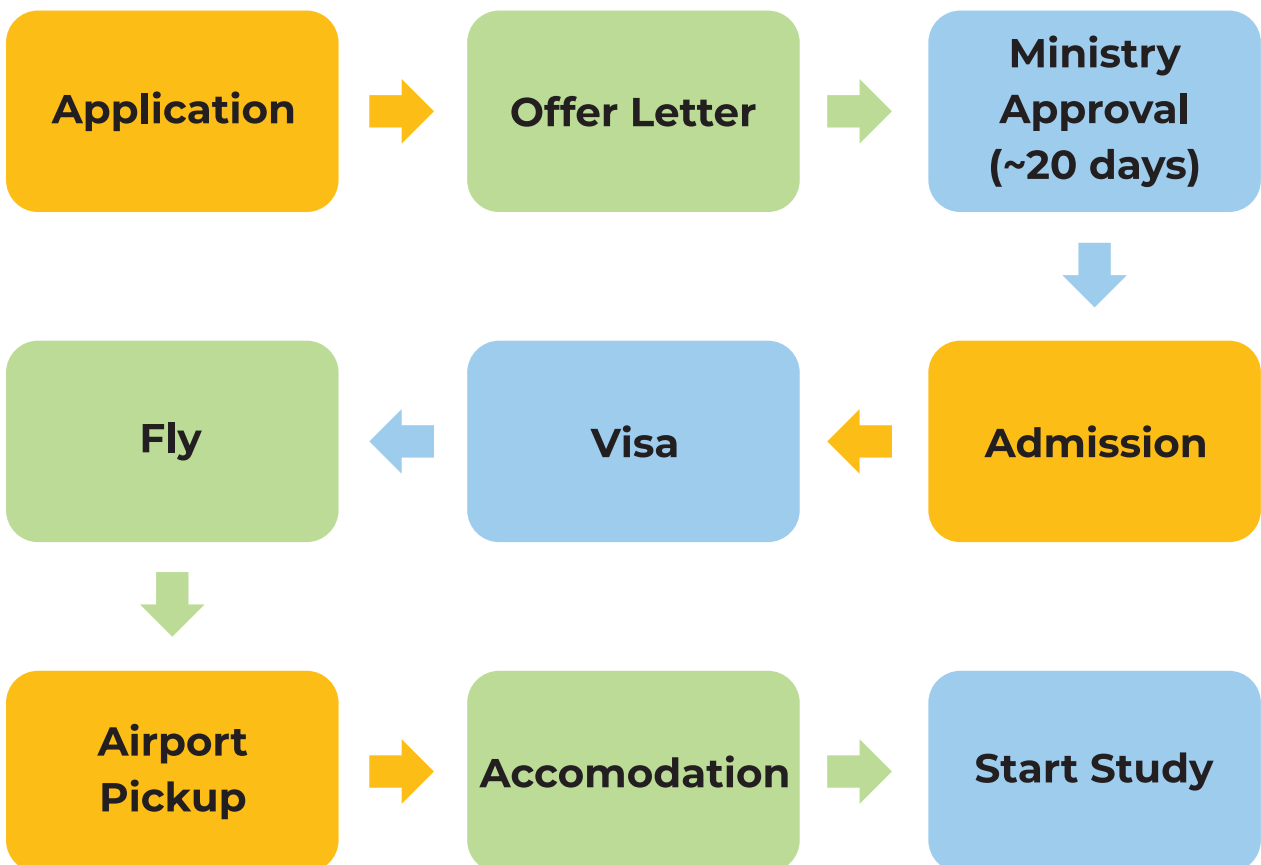 Application
Offer Letter
Ministry
Approval
(~20 days)
Admission
Visa
Fly
Airport
Pickup
Accomodation
Start Study